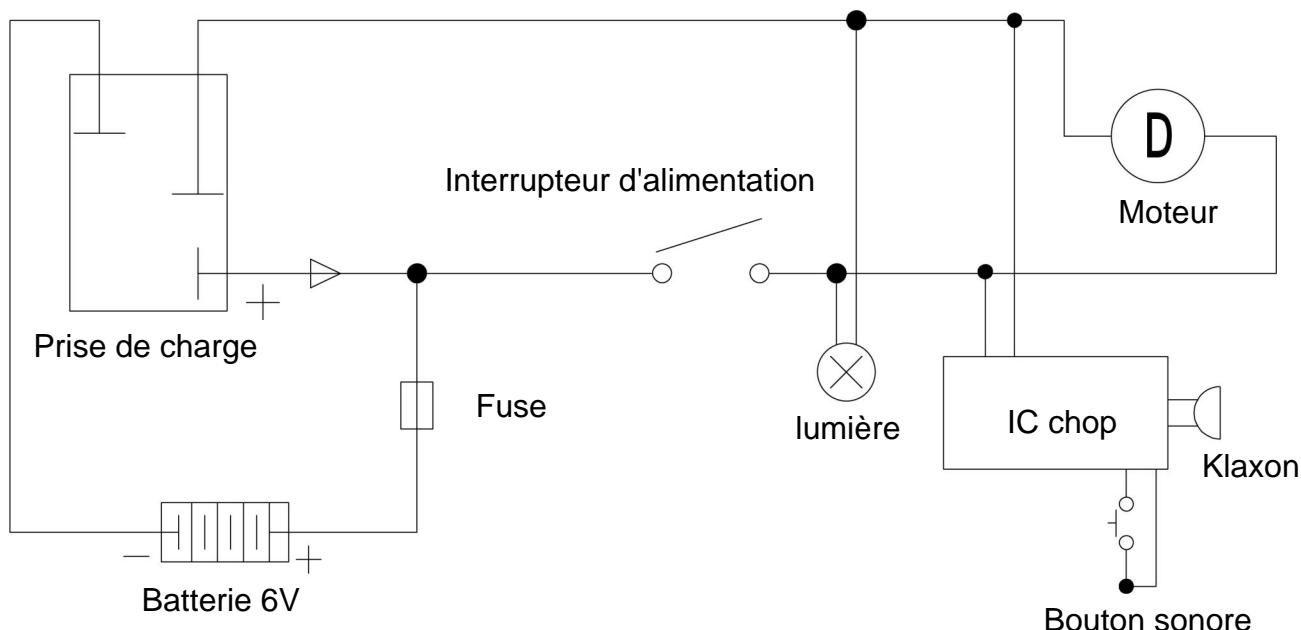 D
Interrupteur d'alimentation
Moteur
+
Prise de charge
Fuse
lumière
IC chop
Klaxon
− +
Batterie 6V
Bouton sonore